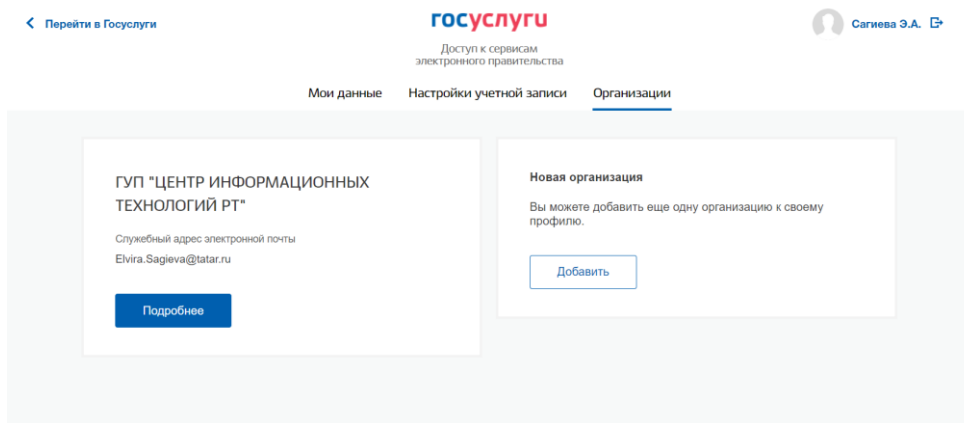 Перейти в Госуслуги
госуслуги
Сагиева Э.А.
Доступ к сервисам
электронного правительства
Мои данные
Настройки учетной записи
Организации
ГУП "ЦЕНТР ИНФОРМАЦИОННЫХ
ТЕХНОЛОГИЙ РТ"
Служебный адрес электронной почты
Elvira.Sagieva@tatar.ru
Подробнее
Новая организация
Вы можете добавить еще одну организацию к своему
профилю.
Добавить